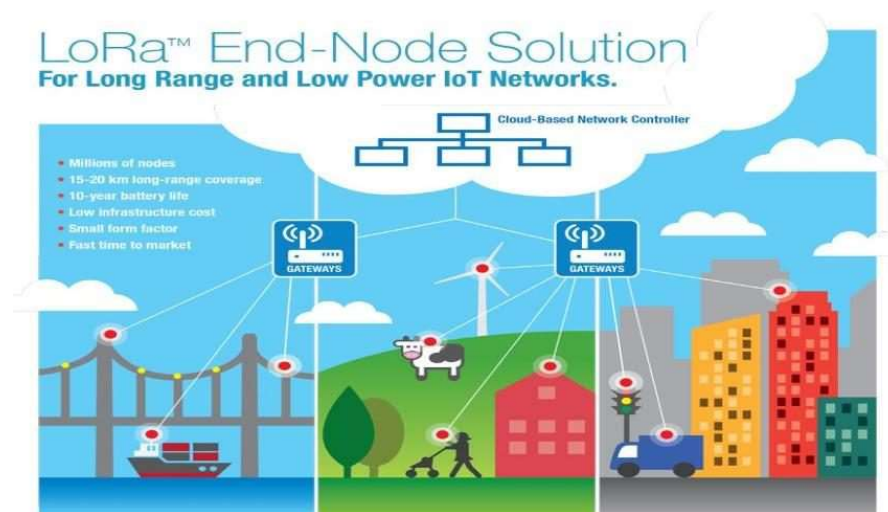 LoRa™ End-Node Solution
For Long Range and Low Power IoT Networks.
Cloud-Based Network Controller
• Millions of nodes
• 15-20 km long-range coverage
• 10-year battery life
• Low infrastructure cost
• Small form factor
• Fast time to market
GATEWAYS
GATEWAYS